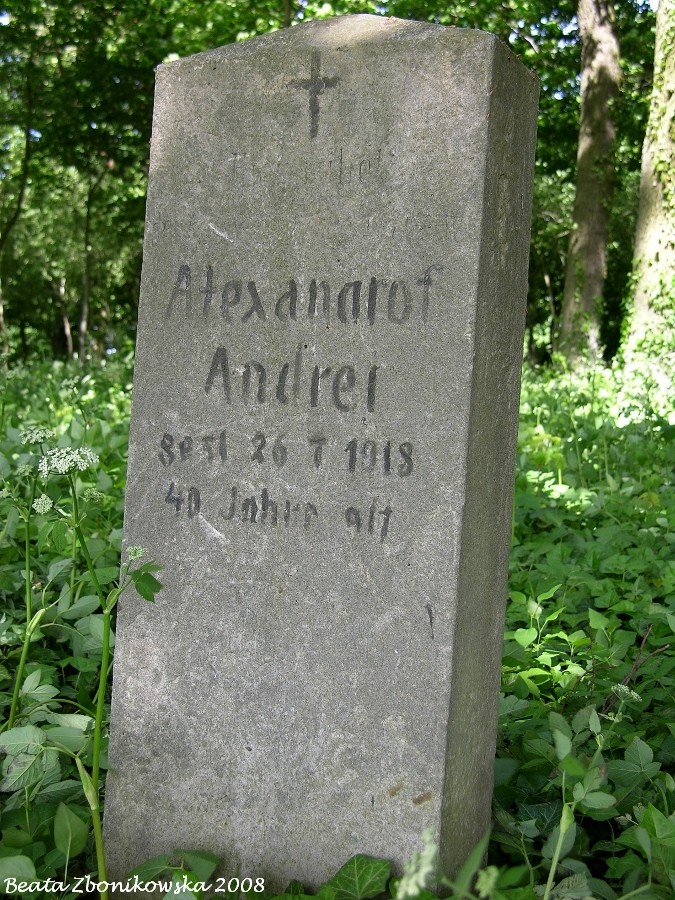 Alexandrof
Andrei
gest 26 7 1918
40 Jahre alt
Beata Zbonikowska 2008